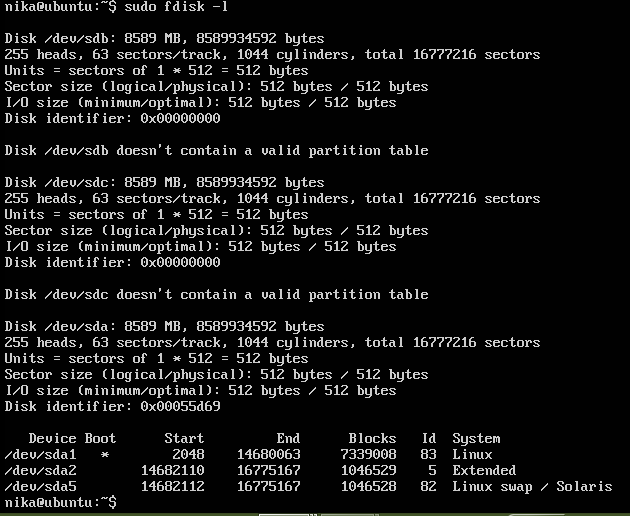 nika@ubuntu:~$ sudo fdisk -l
Disk /dev/sdb: 8589 MB, 8589934592 bytes
255 heads, 63 sectors/track, 1044 cylinders, total 16777216 sectors
Units = sectors of 1 * 512 = 512 bytes
Sector size (logical/physical): 512 bytes / 512 bytes
I/O size (minimum/optimal): 512 bytes / 512 bytes
Disk identifier: 0x00000000
Disk /dev/sdb doesn't contain a valid partition table
Disk /dev/sdc: 8589 MB, 8589934592 bytes
255 heads, 63 sectors/track, 1044 cylinders, total 16777216 sectors
Units = sectors of 1 * 512 = 512 bytes
Sector size (logical/physical): 512 bytes / 512 bytes
I/O size (minimum/optimal): 512 bytes / 512 bytes
Disk identifier: 0x00000000
Disk /dev/sdc doesn't contain a valid partition table
Disk /dev/sda: 8589 MB, 8589934592 bytes
255 heads, 63 sectors/track, 1044 cylinders, total 16777216 sectors
Units = sectors of 1 * 512 = 512 bytes
Sector size (logical/physical): 512 bytes / 512 bytes
I/O size (minimum/optimal): 512 bytes / 512 bytes
Disk identifier: 0x00055d69
Device Boot Start End Blocks Id System
/dev/sda1 * 2048 14680063 7339008 83 Linux
/dev/sda2 14682110 16775167 1046529 5 Extended
/dev/sda5 14682112 16775167 1046528 82 Linux swap / Solaris
nika@ubuntu:~$